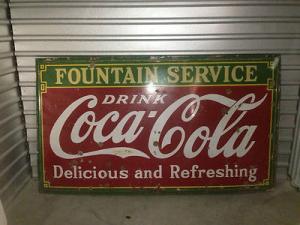 FOUNTAIN SERVICE
DRINK
Coca-Cola
Delicious and Refreshing